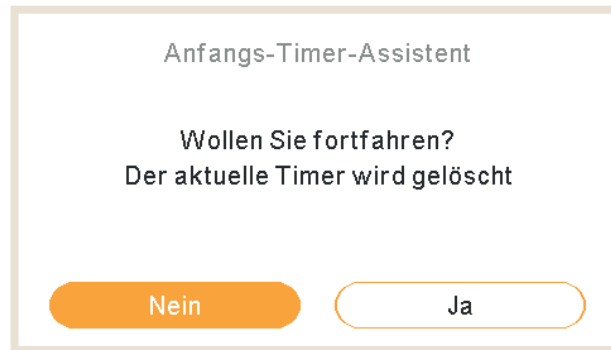 Anfangs-Timer-Assistent
Wollen Sie fortfahren?
Der aktuelle Timer wird gelöscht
Nein
Ja